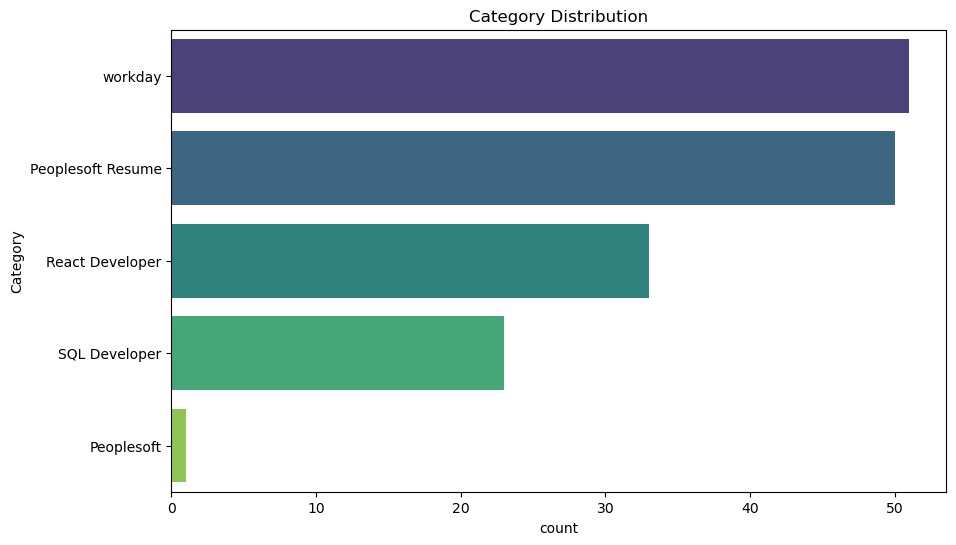 Category Distribution
workday
Peoplesoft Resume
React Developer
SQL Developer
Peoplesoft
Category
0 10 20 30 40 50
count